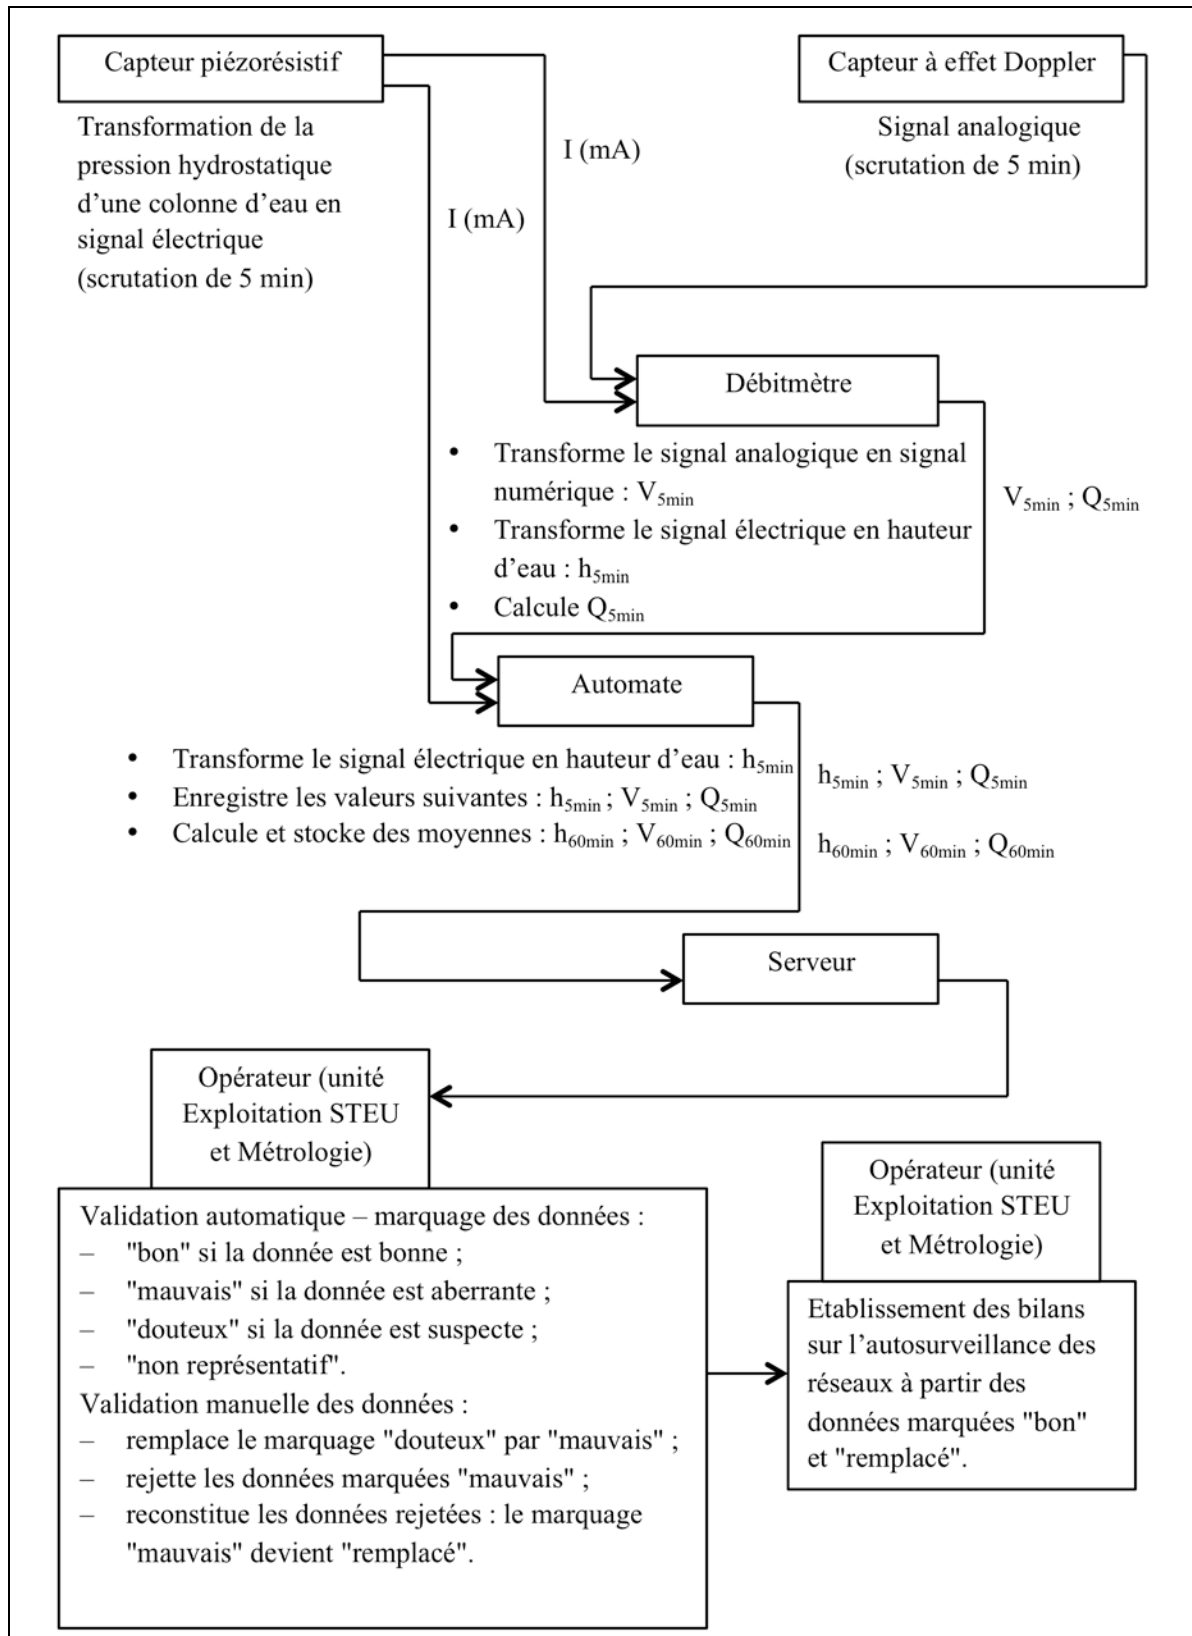 Capteur piézorésistif
Transformation de la
pression hydrostatique
d’une colonne d’eau en
signal électrique
(scrutation de 5 min)
I (mA)
I (mA)
Capteur à effet Doppler
Signal analogique
(scrutation de 5 min)
Débitmètre
• Transforme le signal analogique en signal
numérique : V5min
• Transforme le signal électrique en hauteur
d’eau : h5min
• Calcule Q5min
V5min ; Q5min
Automate
• Transforme le signal électrique en hauteur d’eau : h5min
• Enregistre les valeurs suivantes : h5min ; V5min ; Q5min
• Calcule et stocke des moyennes : h60min ; V60min ; Q60min
h5min ; V5min ; Q5min
h60min ; V60min ; Q60min
Serveur
Opérateur (unité
Exploitation STEU
et Métrologie)
Validation automatique – marquage des données :
– "bon" si la donnée est bonne ;
– "mauvais" si la donnée est aberrante ;
– "douteux" si la donnée est suspecte ;
– "non représentatif".
Validation manuelle des données :
– remplace le marquage "douteux" par "mauvais" ;
– rejette les données marquées "mauvais" ;
– reconstitue les données rejetées : le marquage
"mauvais" devient "remplacé".
Opérateur (unité
Exploitation STEU
et Métrologie)
Etablissement des bilans
sur l’autosurveillance des
réseaux à partir des
données marquées "bon"
et "remplacé".